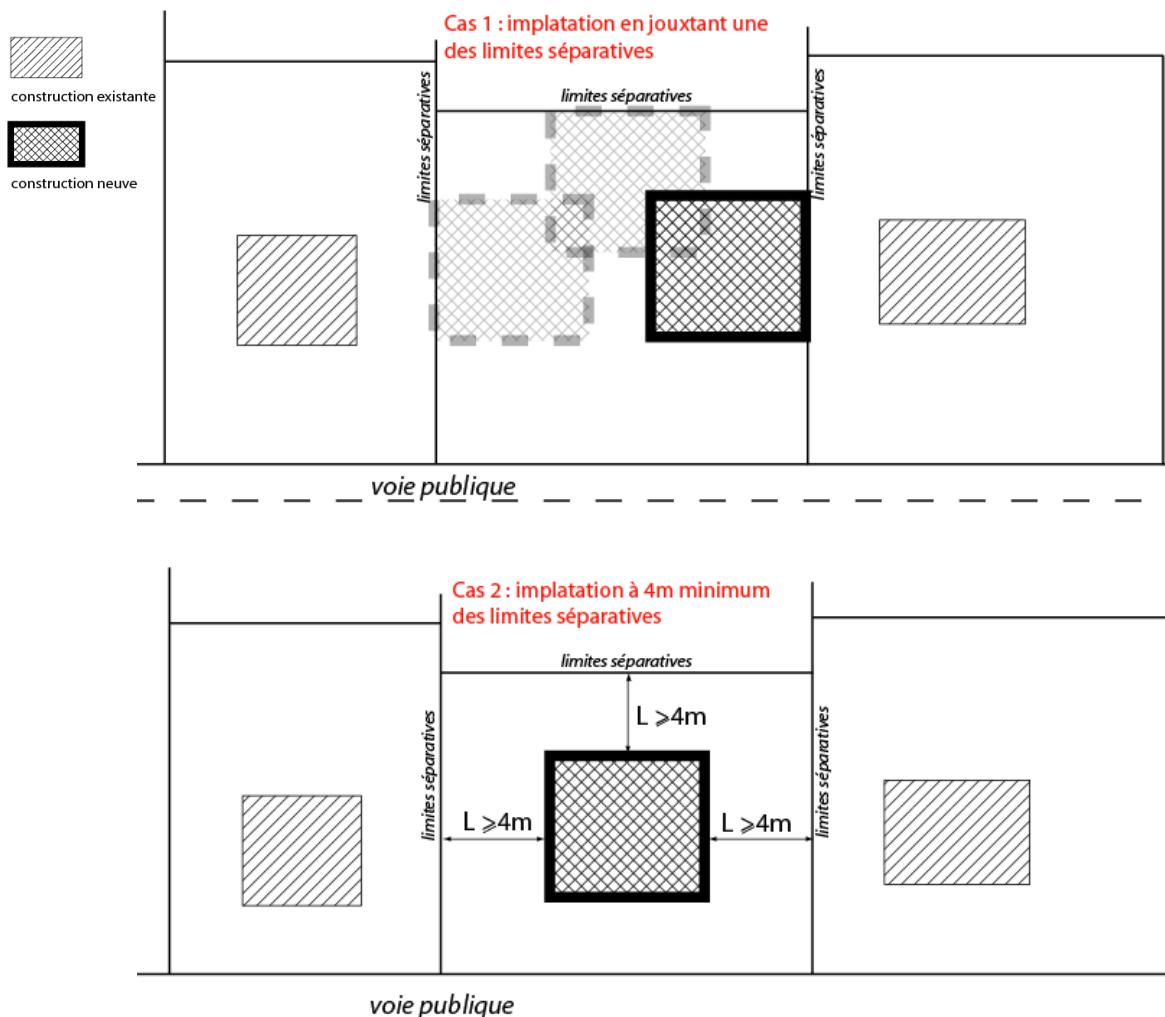 Cas 1 : implatation en jouxtant une
des limites séparatives
construction existante
construction neuve
limites séparatives
limites séparatives
limites séparatives
voie publique
Cas 2 : implatation à 4m minimum
des limites séparatives
limites séparatives
L ⩾4m
limites séparatives
limites séparatives
L ⩾4m
L ⩾4m
voie publique